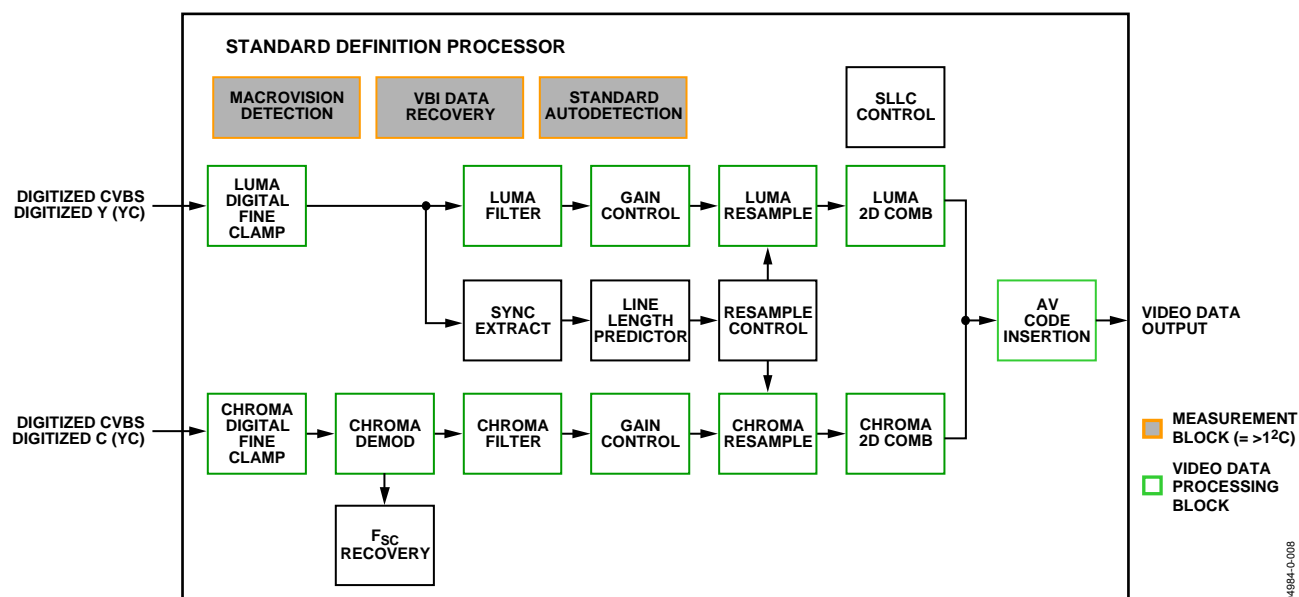 STANDARD DEFINITION PROCESSOR
MACROVISION
DETECTION
VBI DATA
RECOVERY
STANDARD
AUTODETECTION
SLLC
CONTROL
DIGITIZED CVBS
DIGITIZED Y (YC)
LUMA
DIGITAL
FINE
CLAMP
LUMA
FILTER
GAIN
CONTROL
LUMA
RESAMPLE
LUMA
2D COMB
SYNC
EXTRACT
LINE
LENGTH
PREDICTOR
RESAMPLE
CONTROL
AV
CODE
INSERTION
VIDEO DATA
OUTPUT
DIGITIZED CVBS
DIGITIZED C (YC)
CHROMA
DIGITAL
FINE
CLAMP
CHROMA
DEMOD
CHROMA
FILTER
GAIN
CONTROL
CHROMA
RESAMPLE
CHROMA
2D COMB
FSC
RECOVERY
MEASUREMENT
BLOCK (= >1²C)
VIDEO DATA
PROCESSING
BLOCK
4984-0-008